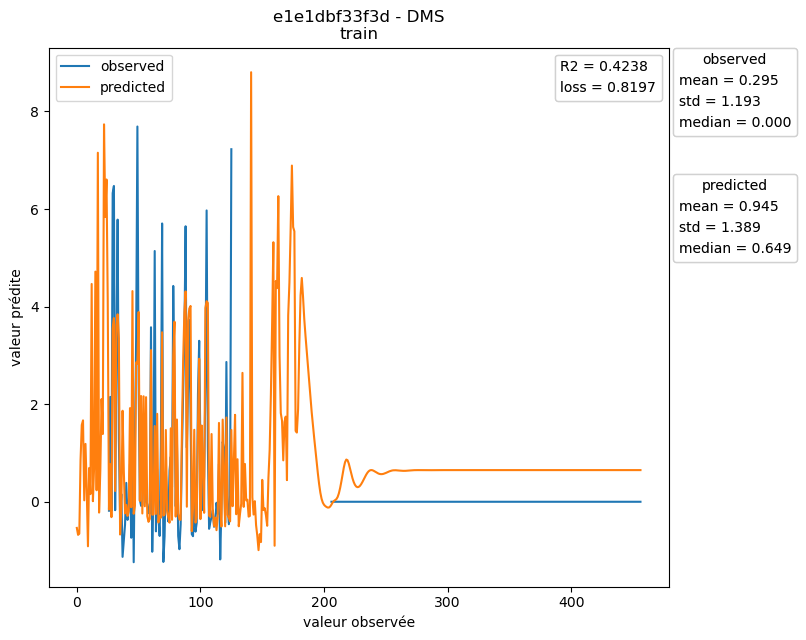 e1e1dbf33f3d - DMS
train
observed
predicted
R2 = 0.4238
loss = 0.8197
observed
mean = 0.295
std = 1.193
median = 0.000
predicted
mean = 0.945
std = 1.389
median = 0.649
8
6
4
2
0
valeur prédite
0
100
200
300
400
valeur observée